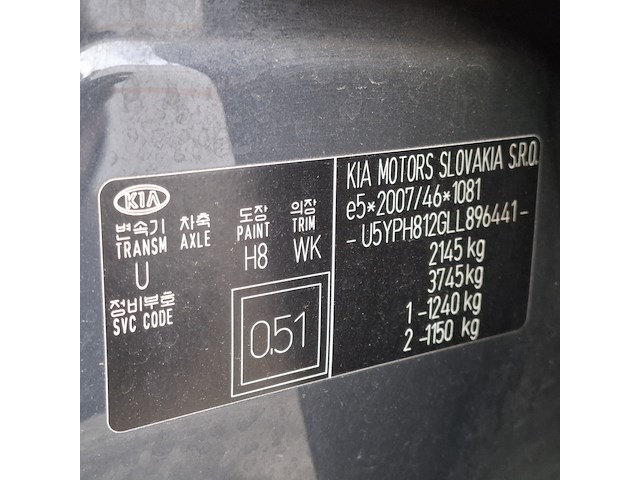 KIA
변속기 차축 도장 의장
TRANSM AXLE PAINT TRIM
U H8 WK
정비부호
SVC CODE
0.51
KIA MOTORS SLOVAKIA S.R.O.
e5*2007/46*1081
- U5YPH812GLL896441 -
2145 kg
3745 kg
1 -1240 kg
2 -1150 kg